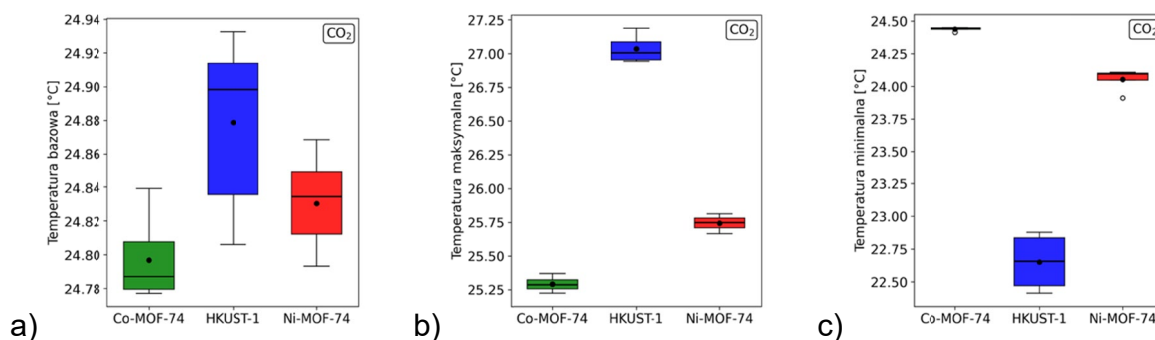 a)
Temperatura bazowa [°C]
24.94
24.92
24.90
24.88
24.86
24.84
24.82
24.80
24.78
CO₂
Co-MOF-74 HKUST-1 Ni-MOF-74
b)
Temperatura maksymalna [°C]
27.25
27.00
26.75
26.50
26.25
26.00
25.75
25.50
25.25
CO₂
Co-MOF-74 HKUST-1 Ni-MOF-74
c)
Temperatura minimalna [°C]
24.50
24.25
24.00
23.75
23.50
23.25
23.00
22.75
22.50
CO₂
Co-MOF-74 HKUST-1 Ni-MOF-74